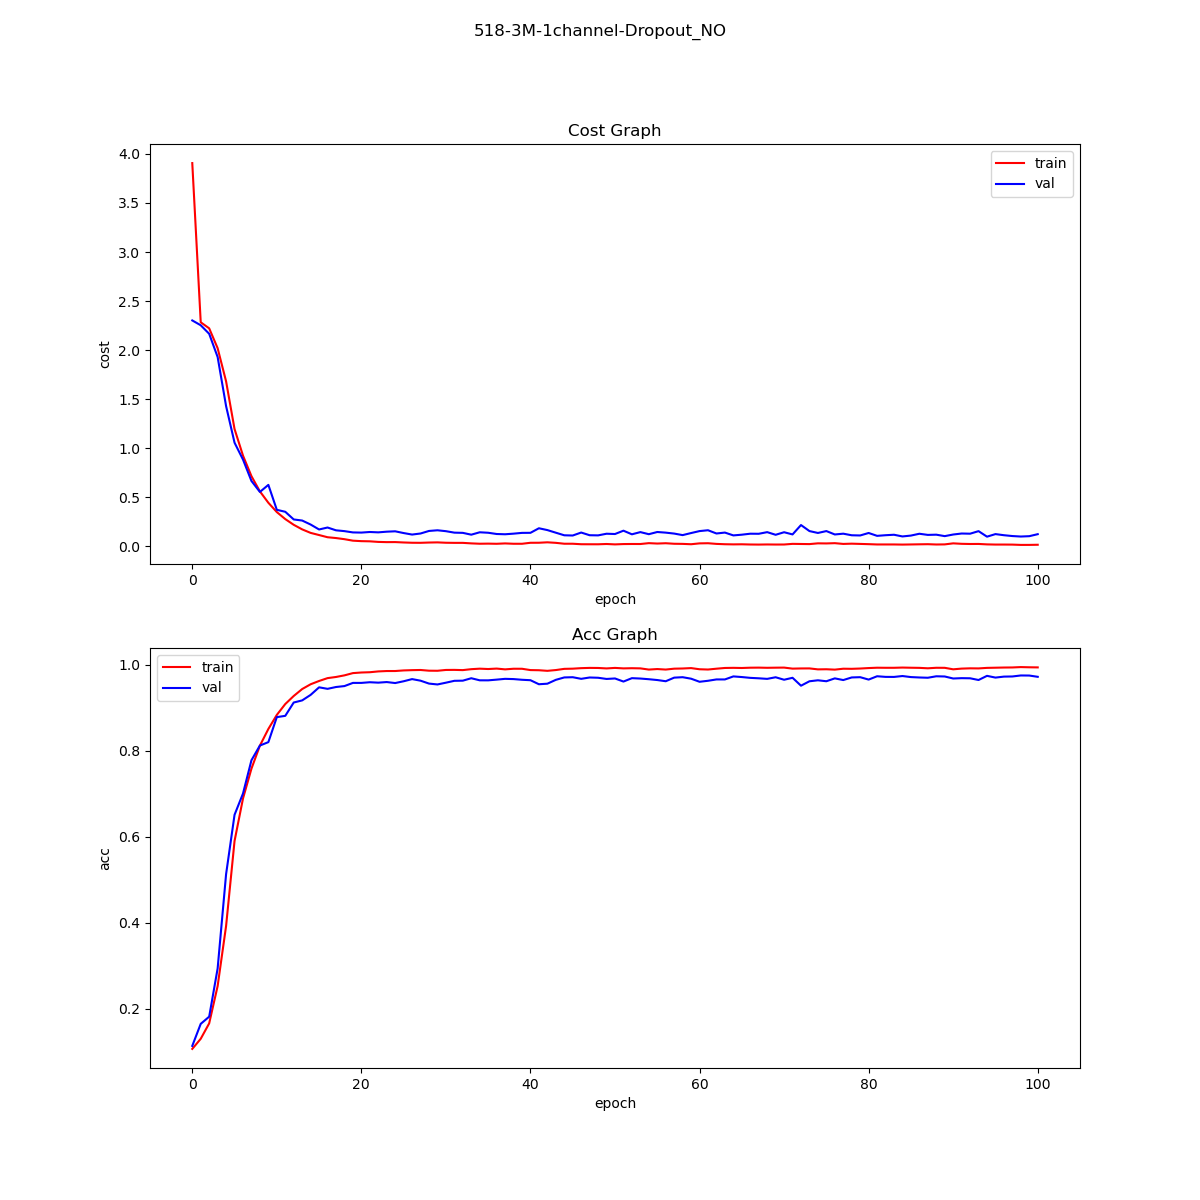 518-3M-1channel-Dropout_NO
Cost Graph
4.0
3.5
3.0
2.5
2.0
1.5
1.0
0.5
0.0
cost
train
val
0 20 40 60 80 100
epoch
Acc Graph
1.0
0.8
0.6
0.4
0.2
acc
train
val
0 20 40 60 80 100
epoch